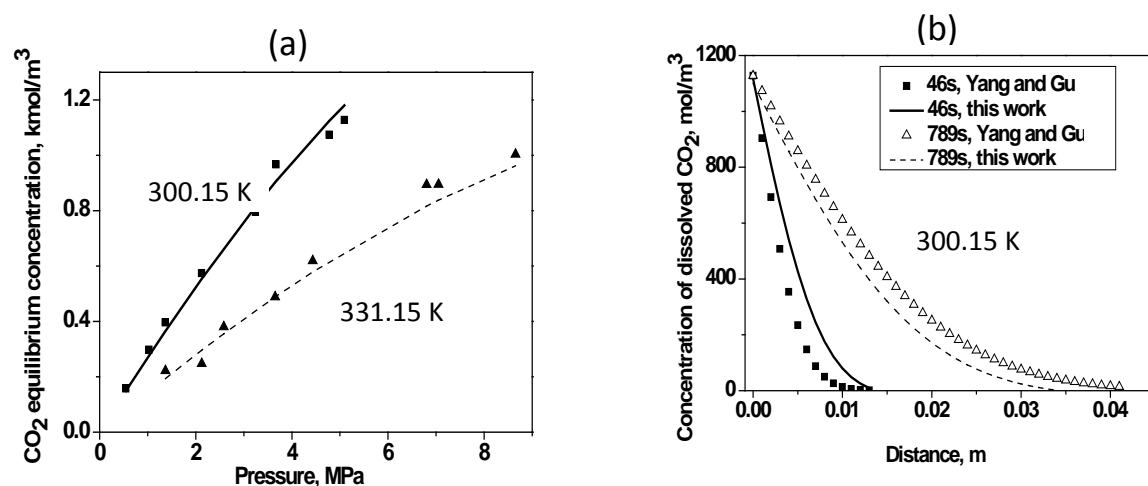 (a)
CO2 equilibrium concentration, kmol/m3
1.2
0.8
0.4
0.0
300.15 K
331.15 K
0
2
4
6
8
Pressure, MPa
(b)
Concentration of dissolved CO2, mol/m3
1200
800
400
0
46s, Yang and Gu
46s, this work
789s, Yang and Gu
789s, this work
300.15 K
0.00
0.01
0.02
0.03
0.04
Distance, m